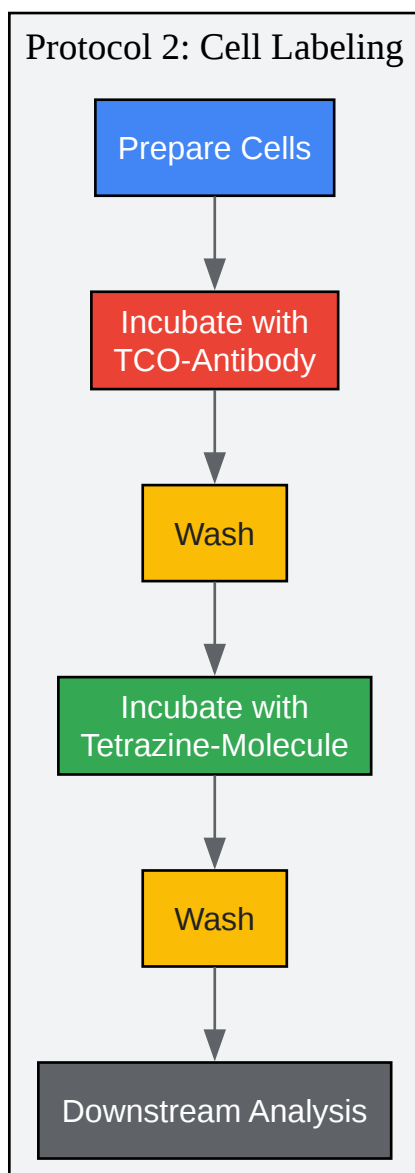 Protocol 2: Cell Labeling
Prepare Cells
Incubate with
TCO-Antibody
Wash
Incubate with
Tetrazine-Molecule
Wash
Downstream Analysis